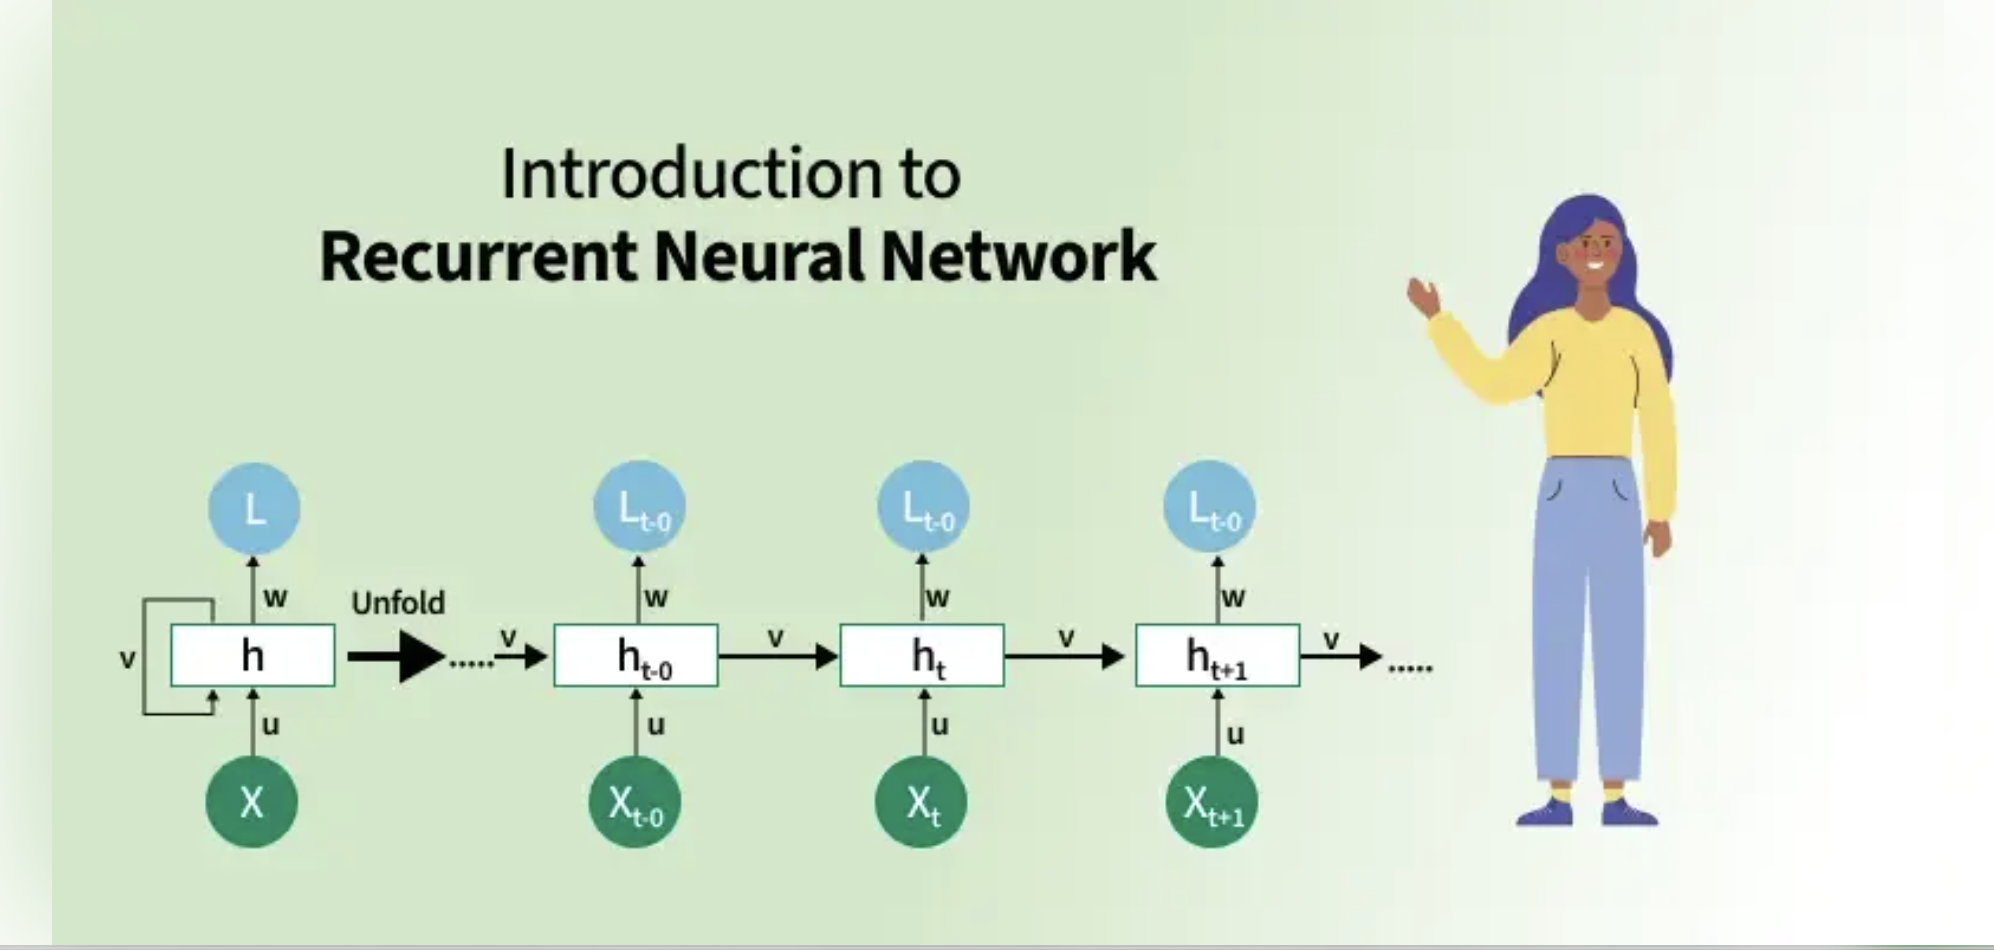 Introduction to
Recurrent Neural Network
L
L_{t-0}
L_{t-0}
L_{t-0}
w
Unfold
w
w
w
v
h
.....
v
h_{t-0}
v
h_t
v
h_{t+1}
v
.....
u
u
u
u
X
X_{t-0}
X_t
X_{t+1}